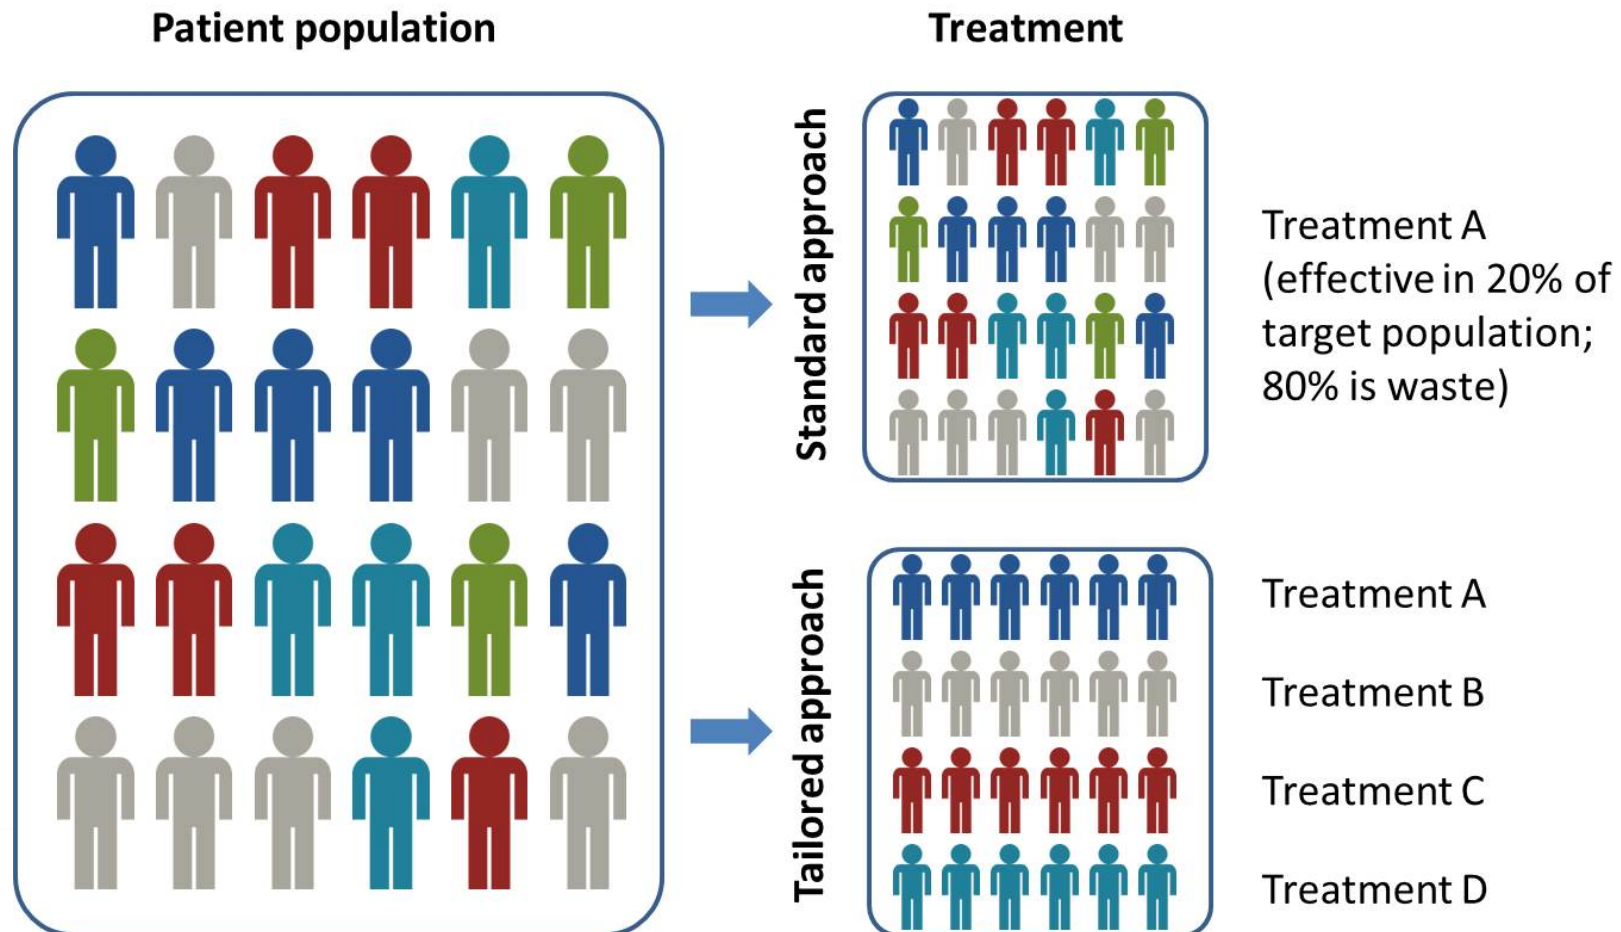 Patient population
Treatment
Standard approach
Treatment A
(effective in 20% of
target population;
80% is waste)
Tailored approach
Treatment A
Treatment B
Treatment C
Treatment D